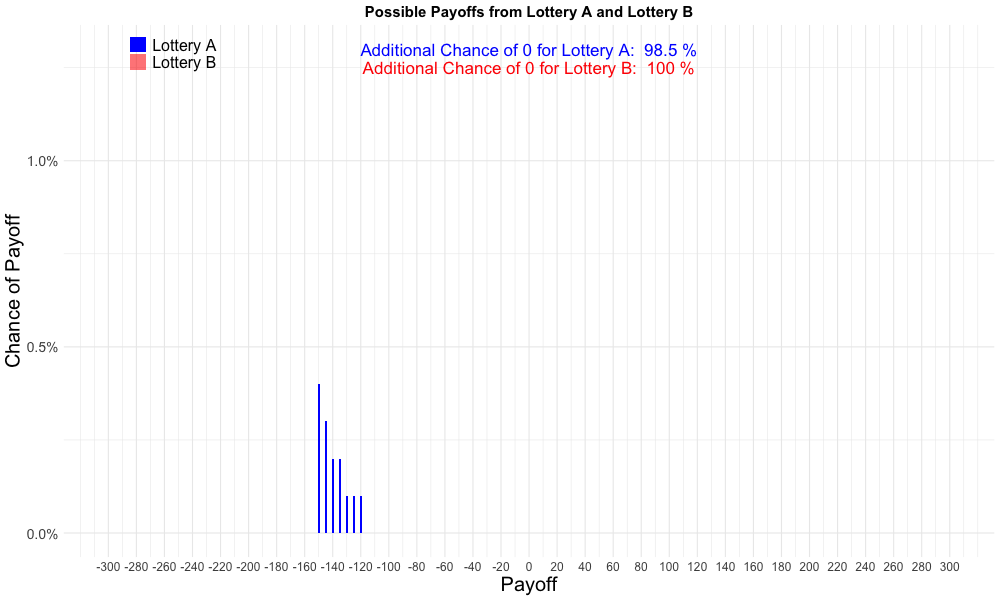 Possible Payoffs from Lottery A and Lottery B
Lottery A
Lottery B
Additional Chance of 0 for Lottery A:  98.5 %
Additional Chance of 0 for Lottery B:  100 %
Chance of Payoff
1.0%
0.5%
0.0%
-300 -280 -260 -240 -220 -200 -180 -160 -140 -120 -100 -80 -60 -40 -20 0 20 40 60 80 100 120 140 160 180 200 220 240 260 280 300
Payoff